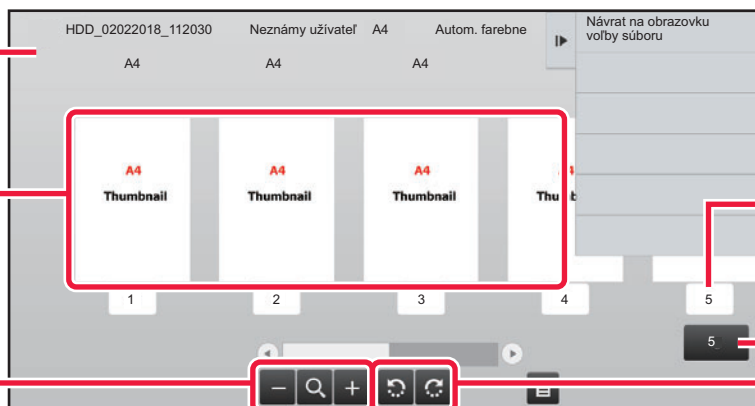 HDD_02022018_112030 Neznámy užívateľ A4 Autom. farebne
Návrat na obrazovku
voľby súboru
A4 A4 A4
A4 A4 A4
Thumbnail Thumbnail Thumbnail
1 2 3 4 5
5